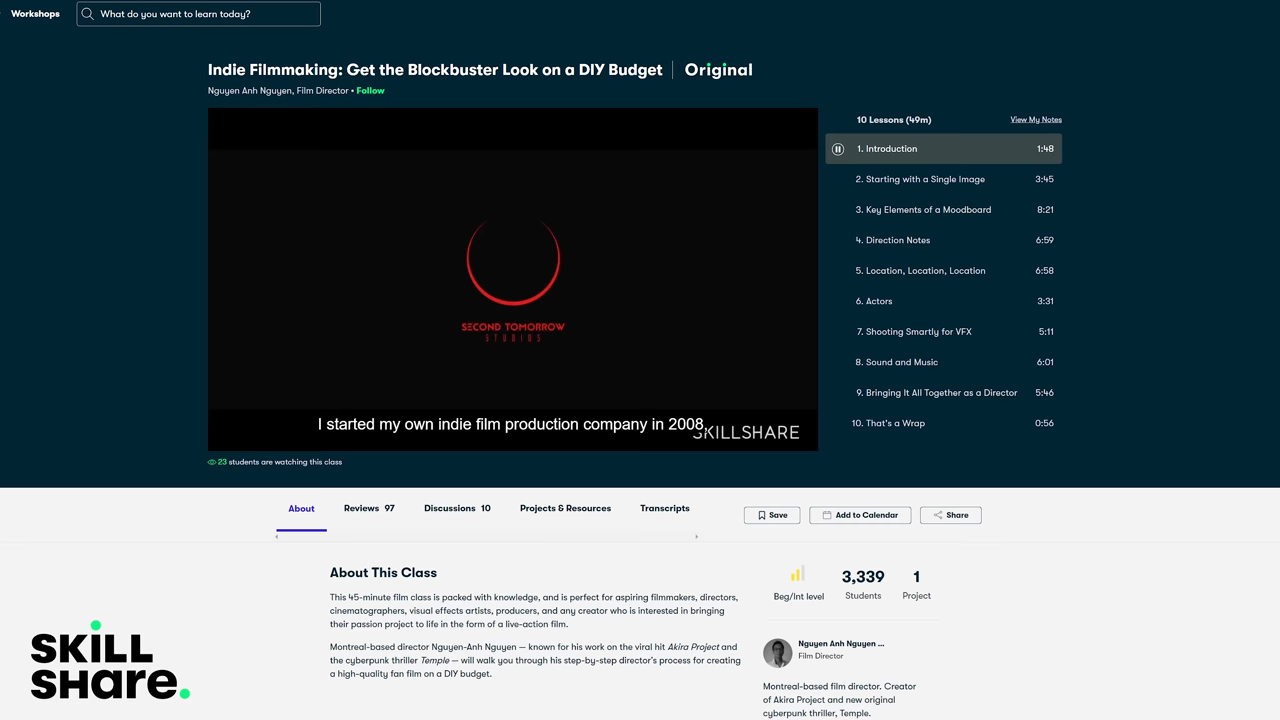 Workshops
What do you want to learn today?
Indie Filmmaking: Get the Blockbuster Look on a DIY Budget
Original
Nguyen Anh Nguyen, Film Director • Follow
SECOND TOMORROW
STUDIOS
I started my own indie film production company in 2008.
SKILLSHARE
23 students are watching this class
10 Lessons (49m)
View My Notes
1. Introduction 1:48
2. Starting with a Single Image 3:45
3. Key Elements of a Moodboard 8:21
4. Direction Notes 6:59
5. Location, Location, Location 6:58
6. Actors 3:31
7. Shooting Smartly for VFX 5:11
8. Sound and Music 6:01
9. Bringing It All Together as a Director 5:46
10. That's a Wrap 0:56
About Reviews 97 Discussions 10 Projects & Resources Transcripts
Save Add to Calendar Share
About This Class
This 45-minute film class is packed with knowledge, and is perfect for aspiring filmmakers, directors,
cinematographers, visual effects artists, producers, and any creator who is interested in bringing
their passion project to life in the form of a live-action film.
Montreal-based director Nguyen-Anh Nguyen — known for his work on the viral hit Akira Project and
the cyberpunk thriller Temple — will walk you through his step-by-step director's process for creating
a high-quality fan film on a DIY budget.
Beg/Int level
3,339
Students
1
Project
Nguyen Anh Nguyen ...
Film Director
Montreal-based film director. Creator
of Akira Project and new original
cyberpunk thriller, Temple.
SKILL
SHARE.